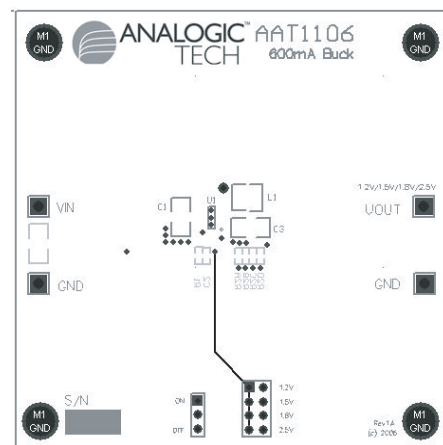 M1
GND
ANALOGIC™
TECH
AAT1106
600mA Buck
M1
GND
1.2V/1.5V/1.8V/2.5V
VIN
C1
U1
L1
C3
VOUT
GND
GND
S/N
ON
OFF
1.2V
1.5V
1.8V
2.5V
M1
GND
Rev1A
(c) 2006
M1
GND